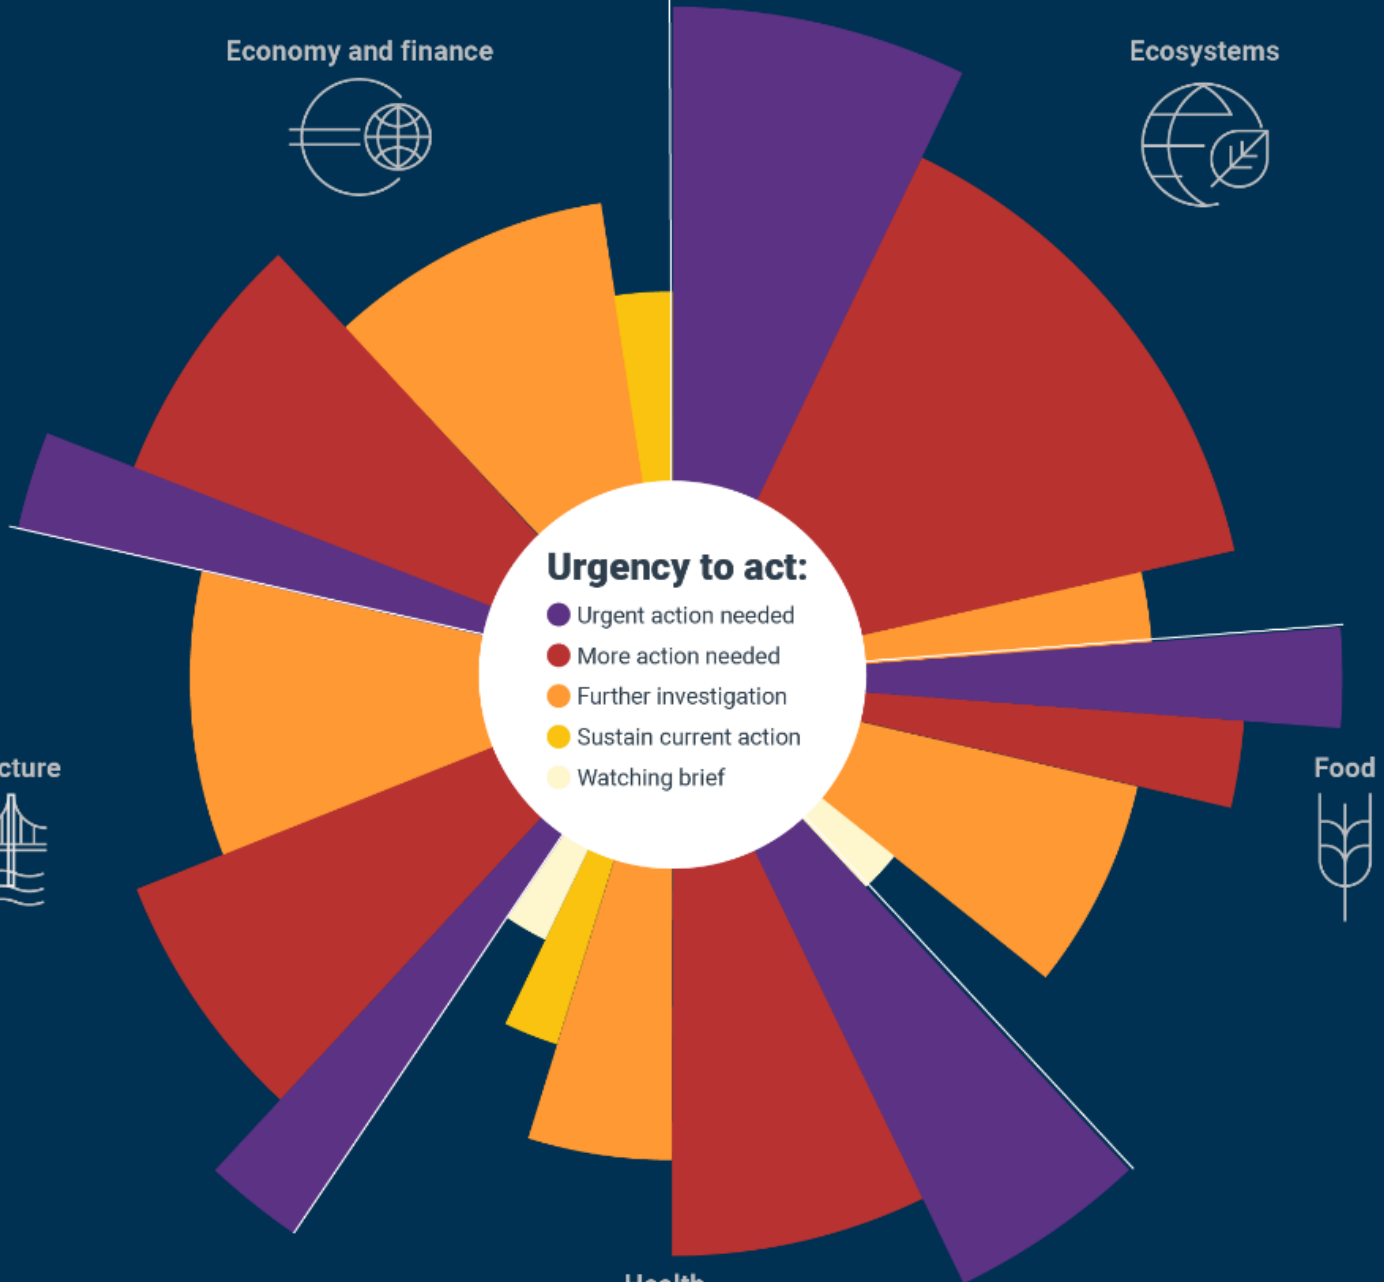 Economy and finance
Ecosystems
Urgency to act:
Urgent action needed
More action needed
Further investigation
Sustain current action
Watching brief
cture
Food